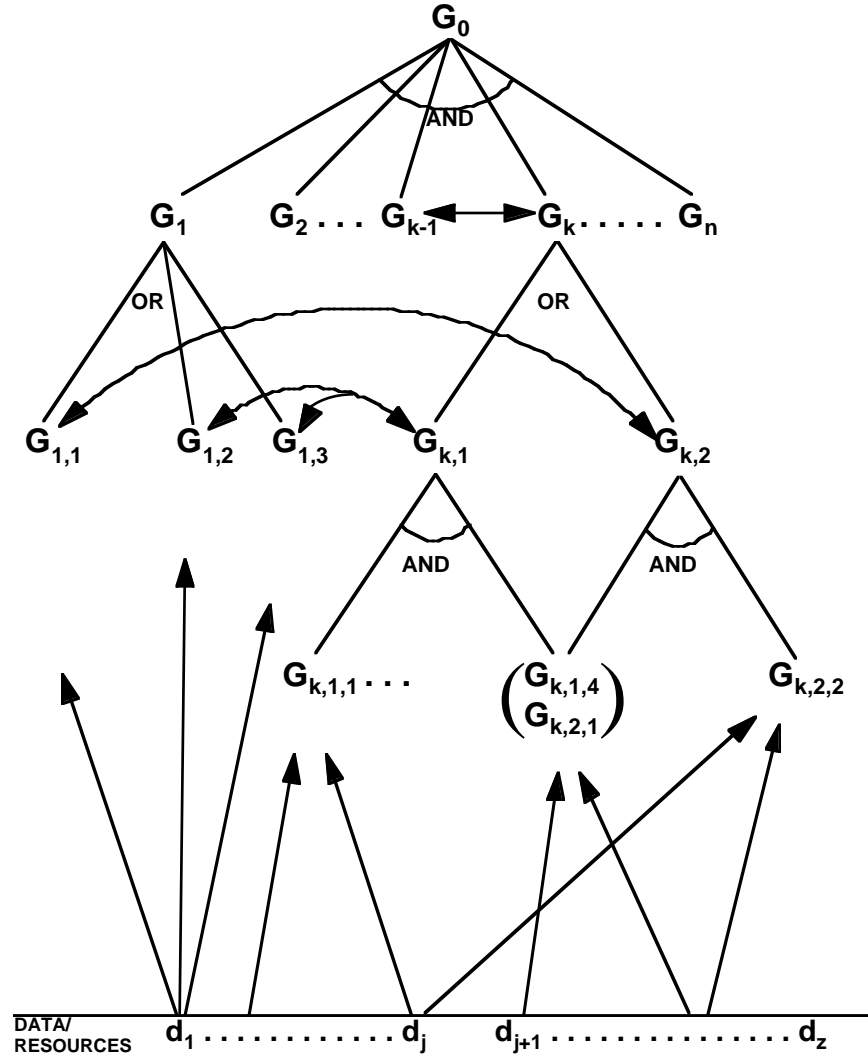 G0
AND
G1 G2 . . . Gk-1 Gk . . . . . Gn
OR OR
G1,1 G1,2 G1,3 Gk,1 Gk,2
AND AND
Gk,1,1 . . . (Gk,1,4 Gk,2,2
Gk,2,1)
DATA/
RESOURCES d1 . . . . . . . . . . . . dj dj+1 . . . . . . . . . . . . . . . dz